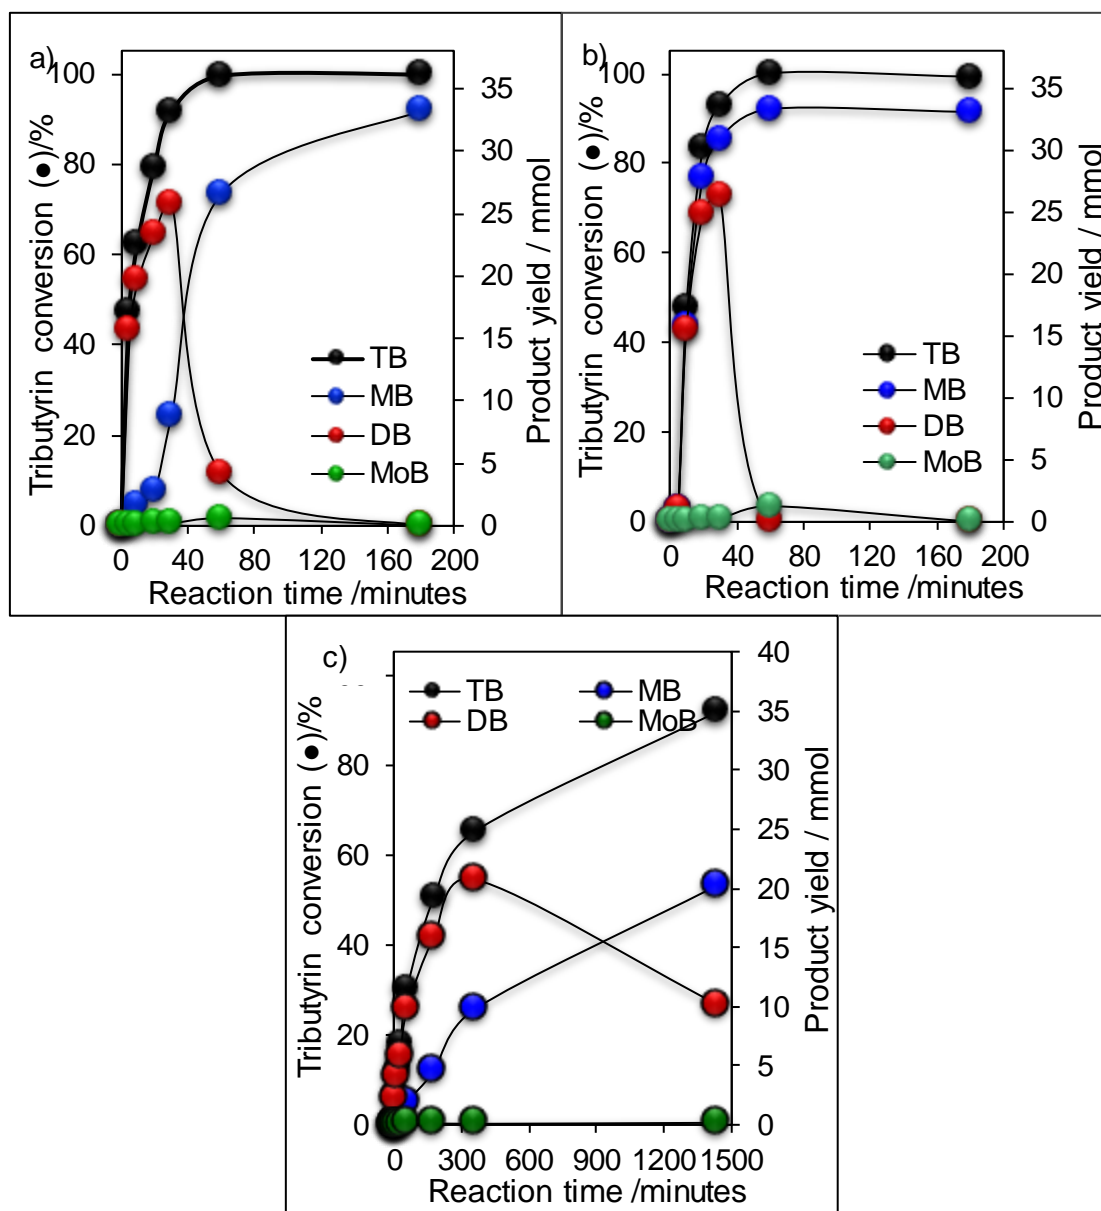 a)
100
80
60
40
20
0
Tributyrin conversion (●)/%
35
30
25
20
15
10
5
0
Product yield / mmol
TB
MB
DB
MoB
0 40 80 120 160 200
Reaction time /minutes
b)
100
80
60
40
20
0
Tributyrin conversion (●)/%
35
30
25
20
15
10
5
0
Product yield / mmol
TB
MB
DB
MoB
0 40 80 120 160 200
Reaction time /minutes
c)
TB MB
DB MoB
80
60
40
20
0
Tributyrin conversion (●)/%
40
35
30
25
20
15
10
5
0
Product yield / mmol
0 300 600 900 1200 1500
Reaction time /minutes